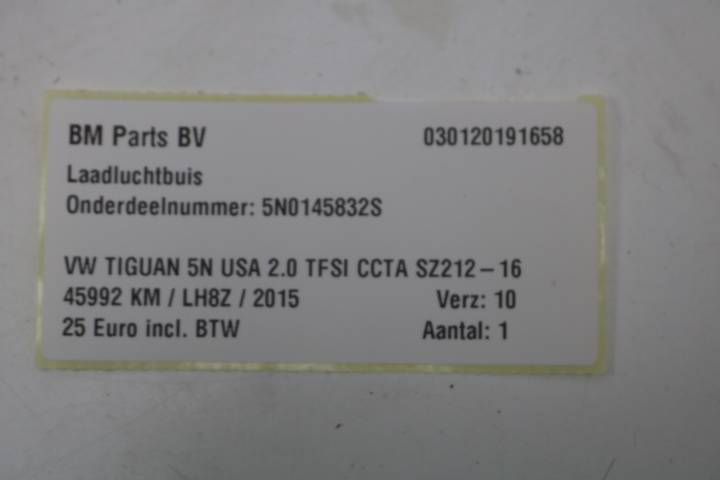 BM Parts BV 030120191658
Laadluchtbuis
Onderdeelnummer: 5N0145832S
VW TIGUAN 5N USA 2.0 TFSI CCTA SZ212-16
45992 KM / LH8Z / 2015 Verz: 10
25 Euro incl. BTW Aantal: 1